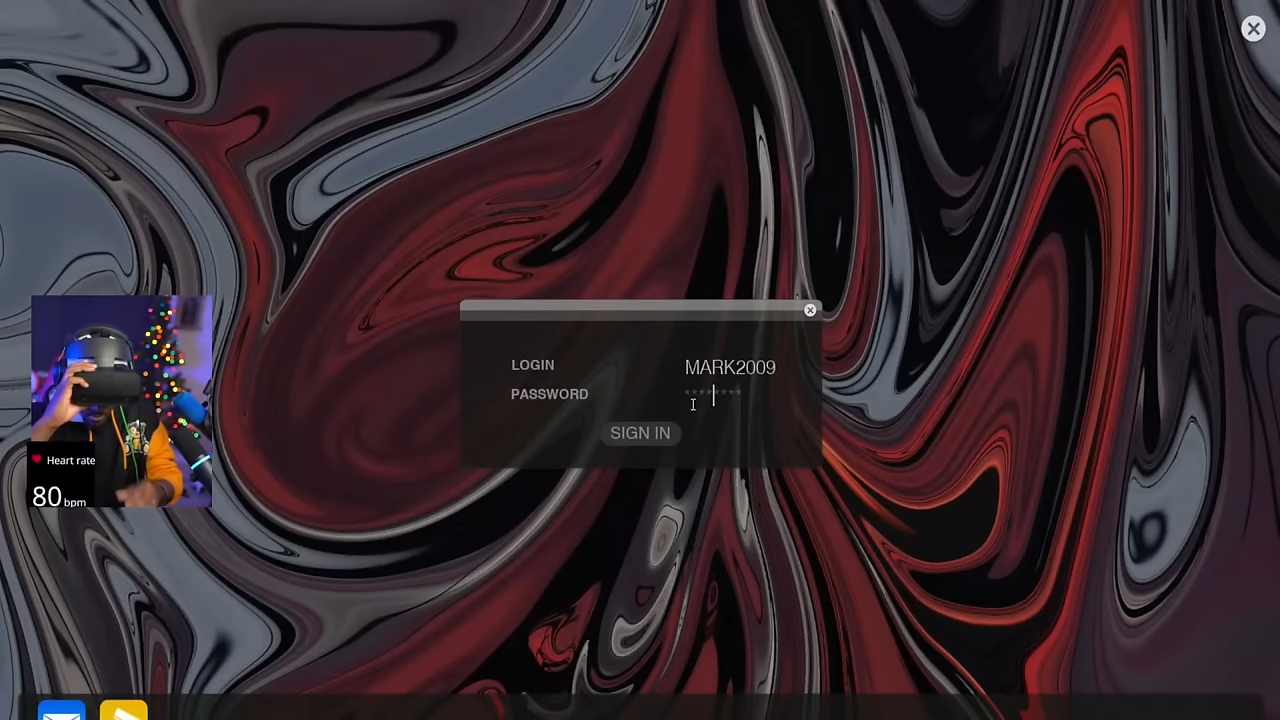 LOGIN MARK2009
PASSWORD ********
SIGN IN
Heart rate
80 bpm